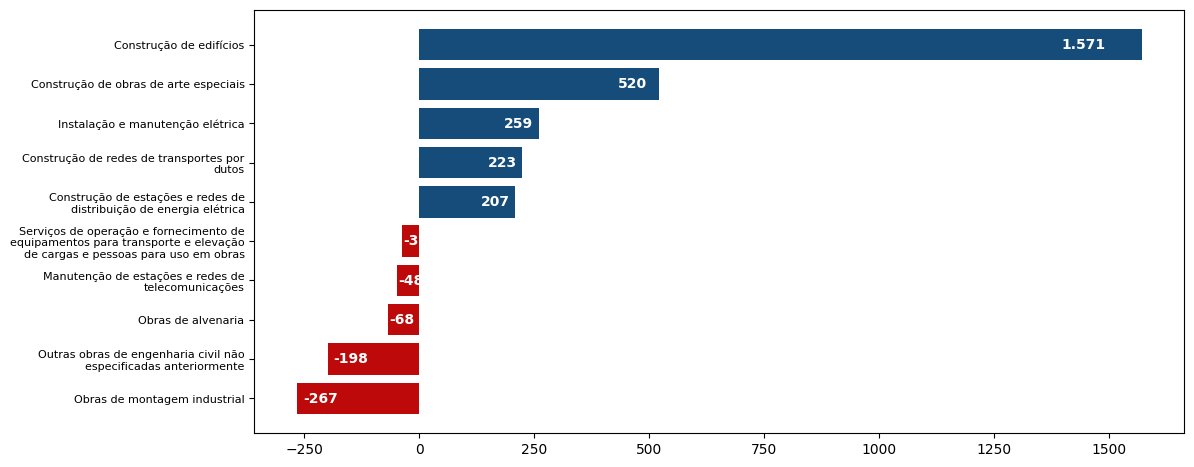 Construção de edifícios
1.571
Construção de obras de arte especiais
520
Instalação e manutenção elétrica
259
Construção de redes de transportes por
dutos
223
Construção de estações e redes de
distribuição de energia elétrica
207
Serviços de operação e fornecimento de
equipamentos para transporte e elevação
de cargas e pessoas para uso em obras
Manutenção de estações e redes de
telecomunicações
-48
Obras de alvenaria
-68
Outras obras de engenharia civil não
especificadas anteriormente
-198
Obras de montagem industrial
-267
−250 0 250 500 750 1000 1250 1500